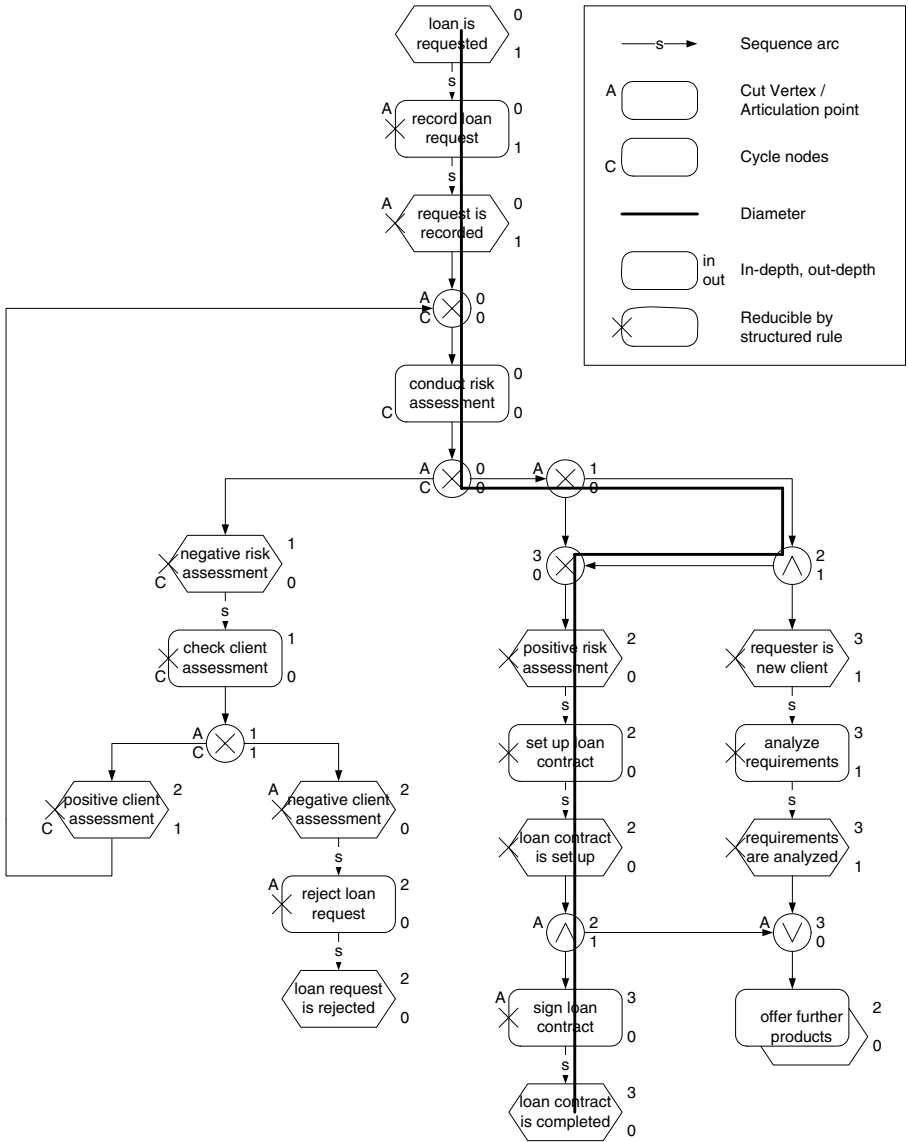 loan is
requested
0
1
s
A
record loan
request
0
1
s
A
request is
recorded
0
1
A
C
0
0
conduct risk
assessment
C
0
0
A
C
0
0
A
1
0
negative risk
assessment
C
1
0
3
0
2
1
s
check client
assessment
C
1
0
positive risk
assessment
2
0
requester is
new client
3
1
s
s
A
C
1
1
set up loan
contract
2
0
analyze
requirements
3
1
positive client
assessment
C
2
1
A
negative client
assessment
2
0
s
s
loan contract
is set up
2
0
requirements
are analyzed
3
1
s
A
reject loan
request
2
0
A
2
1
A
3
0
s
loan request
is rejected
2
0
A
sign loan
contract
3
0
offer further
products
2
0
s
loan contract
is completed
3
0
s
Sequence arc
A
Cut Vertex /
Articulation point
C
Cycle nodes
Diameter
in
out
In-depth, out-depth
Reducible by
structured rule